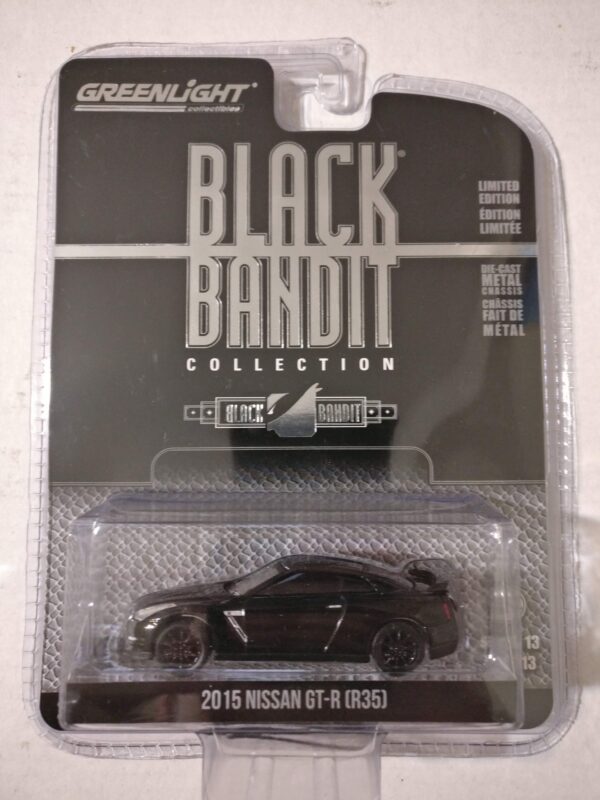 GREENLIGHT®
collectibles
BLACK®
BANDIT
COLLECTION
LIMITED
EDITION
ÉDITION
LIMITÉE
DIE-CAST
METAL
CHASSIS
CHÂSSIS
FAIT DE
MÉTAL
BLACK BANDIT
13
13
2015 NISSAN GT-R (R35)